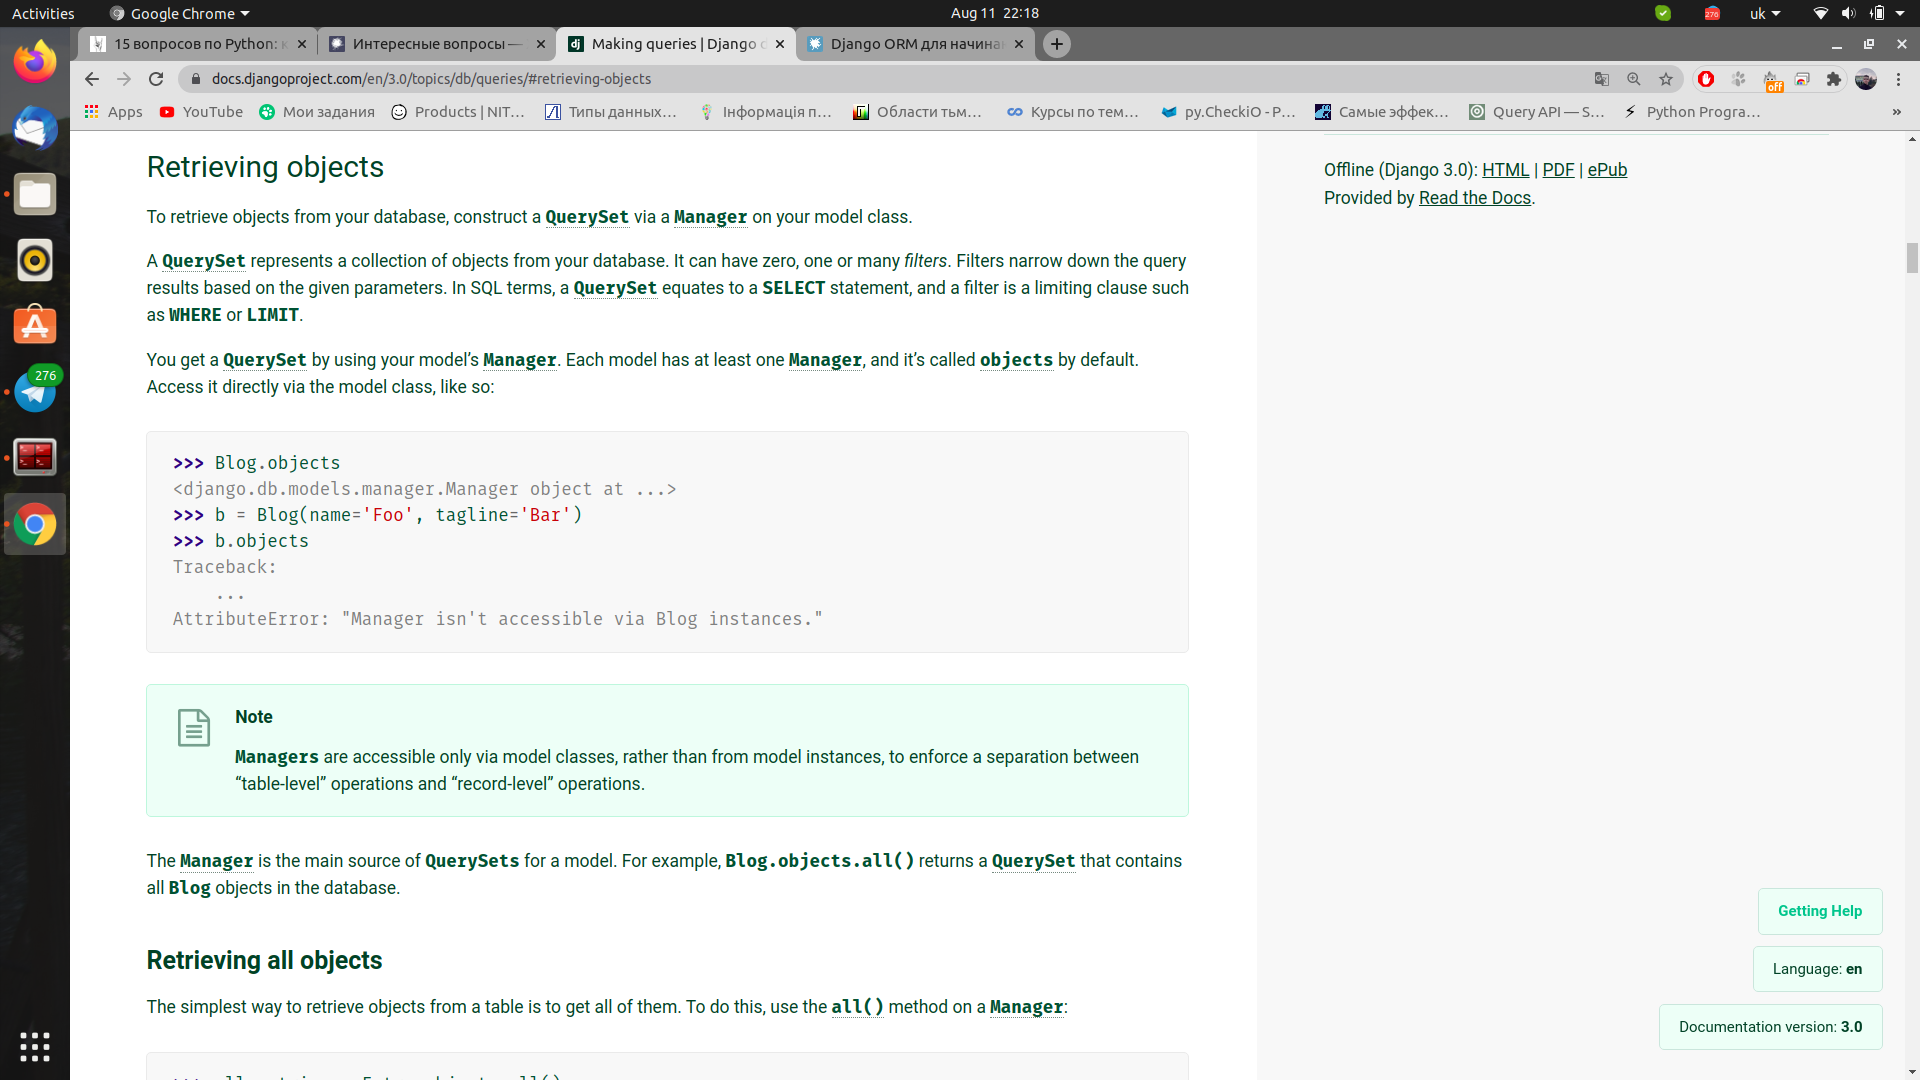 Activities
Google Chrome
Aug 11 22:18
276
uk
15 вопросов по Python: к
Интересные вопросы —
Making queries | Django d
Django ORM для начина
docs.djangoproject.com/en/3.0/topics/db/queries/#retrieving-objects
off
Apps
YouTube
Мои задания
Products | NIT…
Типы данных…
Інформація п…
Области тьм…
Курсы по тем…
py.CheckiO - P…
Самые эффек…
Query API — S…
Python Progra…
»
276
Retrieving objects
To retrieve objects from your database, construct a QuerySet via a Manager on your model class.
A QuerySet represents a collection of objects from your database. It can have zero, one or many filters. Filters narrow down the query
results based on the given parameters. In SQL terms, a QuerySet equates to a SELECT statement, and a filter is a limiting clause such
as WHERE or LIMIT.
You get a QuerySet by using your model’s Manager. Each model has at least one Manager, and it’s called objects by default.
Access it directly via the model class, like so:
>>> Blog.objects
<django.db.models.manager.Manager object at ...>
>>> b = Blog(name='Foo', tagline='Bar')
>>> b.objects
Traceback:
...
AttributeError: "Manager isn't accessible via Blog instances."
Note
Managers are accessible only via model classes, rather than from model instances, to enforce a separation between
“table-level” operations and “record-level” operations.
The Manager is the main source of QuerySets for a model. For example, Blog.objects.all() returns a QuerySet that contains
all Blog objects in the database.
Retrieving all objects
The simplest way to retrieve objects from a table is to get all of them. To do this, use the all() method on a Manager:
Offline (Django 3.0): HTML | PDF | ePub
Provided by Read the Docs.
Getting Help
Language: en
Documentation version: 3.0